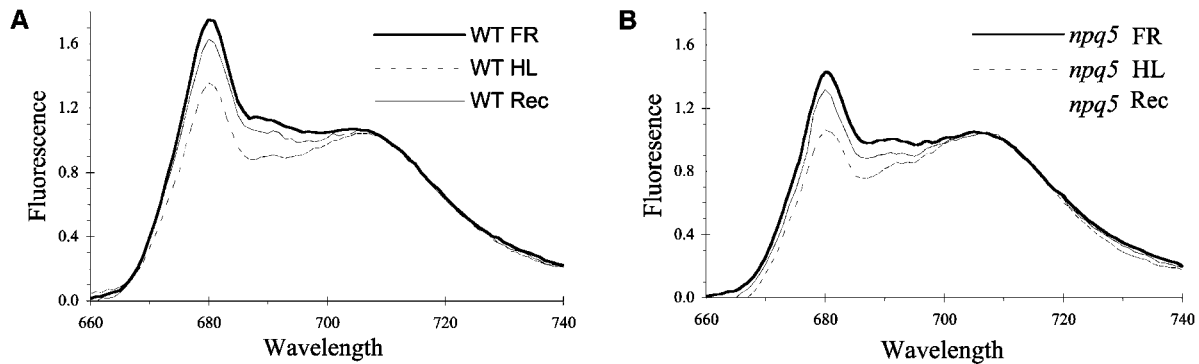 A
Fluorescence
1.6
1.2
0.8
0.4
0.0
660
680
700
720
740
Wavelength
WT FR
WT HL
WT Rec
B
Fluoresence
1.6
1.2
0.8
0.4
0.0
660
680
700
720
740
Wavelength
npq5 FR
npq5 HL
npq5 Rec